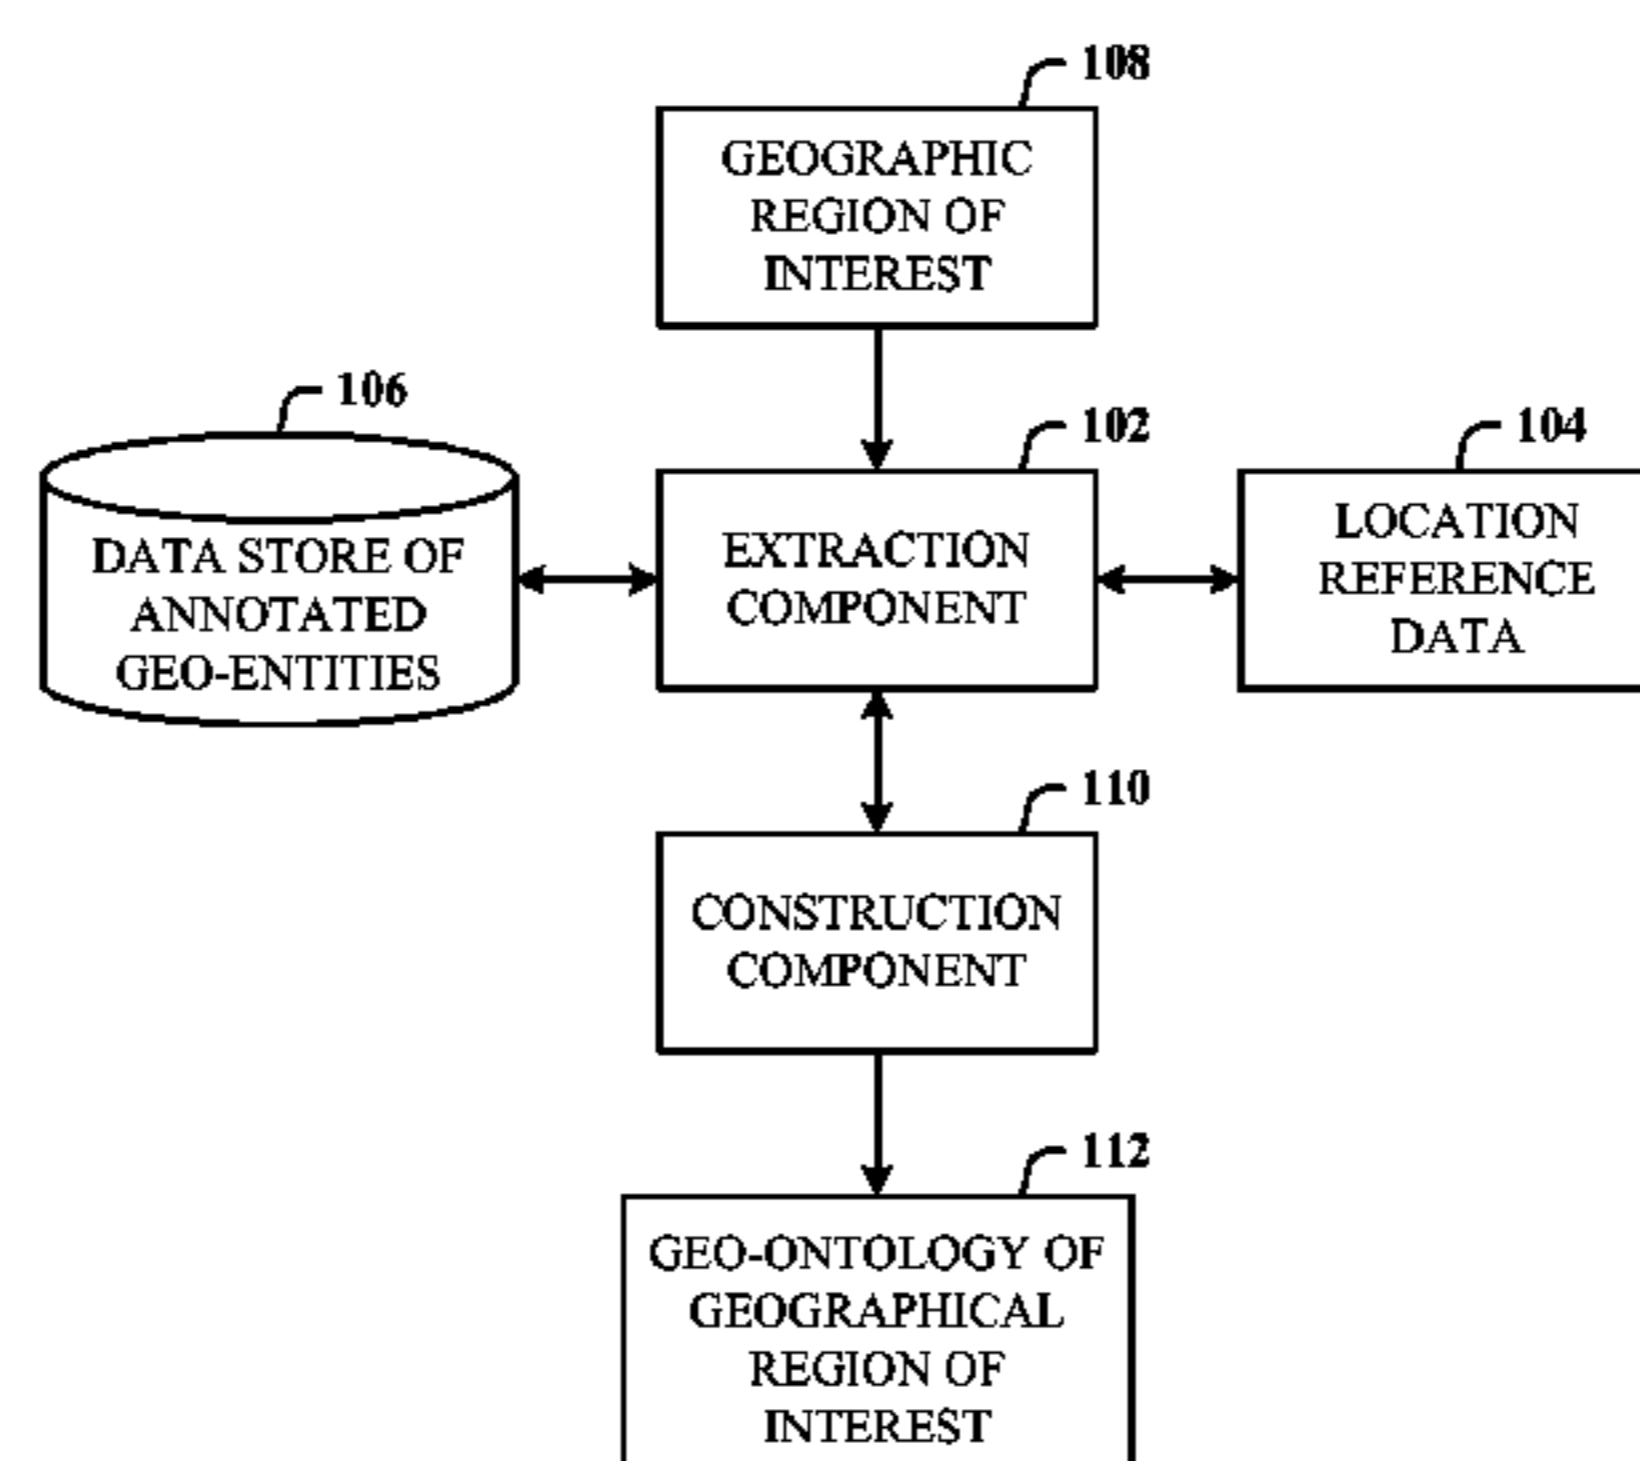 108
GEOGRAPHIC
REGION OF
INTEREST
106
DATA STORE OF
ANNOTATED
GEO-ENTITIES
102
EXTRACTION
COMPONENT
104
LOCATION
REFERENCE
DATA
110
CONSTRUCTION
COMPONENT
112
GEO-ONTOLOGY OF
GEOGRAPHICAL
REGION OF
INTEREST